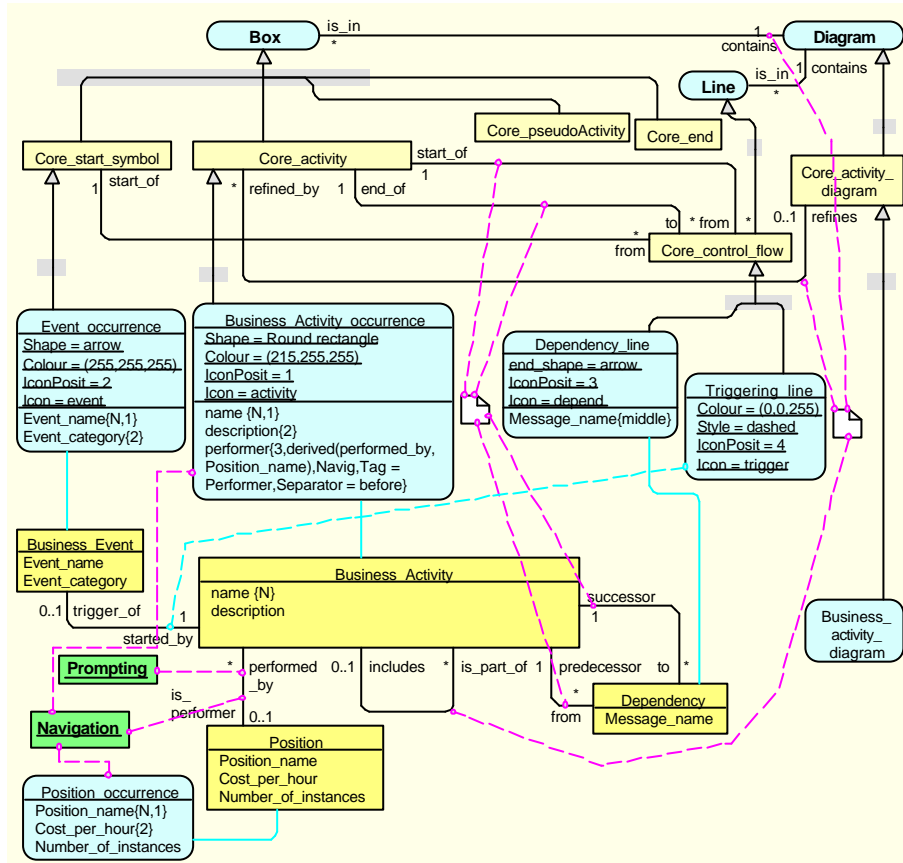 is_in
Box
*
1
Diagram
contains
is_in
1
contains
Line
*
Core_pseudoActivity
Core_end
Core_start_symbol
Core_activity
start_of
Core_activity_
diagram
1
start_of
*
refined_by
1
end_of
1
0..1
refines
to
*
from
*
*
from
Core_control_flow
Event_occurrence
Shape = arrow
Colour = (255,255,255)
IconPosit = 2
Icon = event
Event_name{N,1}
Event_category{2}
Business_Activity_occurrence
Shape = Round rectangle
Colour = (215,255,255)
IconPosit = 1
Icon = activity
name {N,1}
description{2}
performer{3,derived(performed_by,
Position_name),Navig,Tag =
Performer,Separator = before}
Dependency_line
end_shape = arrow
IconPosit = 3
Icon = depend
Message_name{middle}
Triggering_line
Colour = (0,0,255)
Style = dashed
IconPosit = 4
Icon = trigger
Business_Event
Event_name
Event_category
Business_Activity
name {N}
description
0..1
trigger_of
1
started_by
successor
1
Business_
activity_
diagram
Prompting
*
performed
_by
0..1
includes
*
is_part_of
1
predecessor
to
*
is_
performer
0..1
*
from
Dependency
Message_name
Navigation
Position
Position_name
Cost_per_hour
Number_of_instances
Position_occurrence
Position_name{N,1}
Cost_per_hour{2}
Number_of_instances